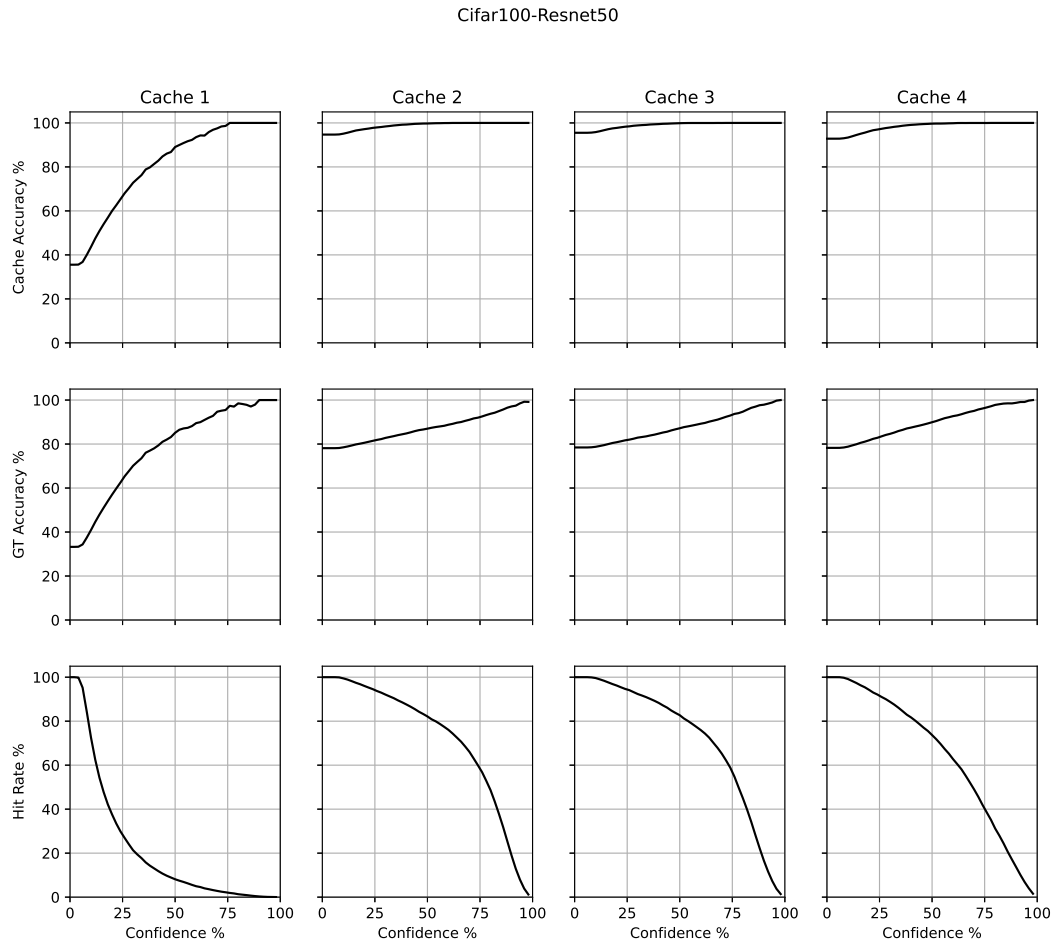 Cifar100-Resnet50
Cache 1 Cache 2 Cache 3 Cache 4
Cache Accuracy %
100
80
60
40
20
0
GT Accuracy %
100
80
60
40
20
0
Hit Rate %
100
80
60
40
20
0
0 25 50 75 100 0 25 50 75 100 0 25 50 75 100 0 25 50 75 100
Confidence % Confidence % Confidence % Confidence %